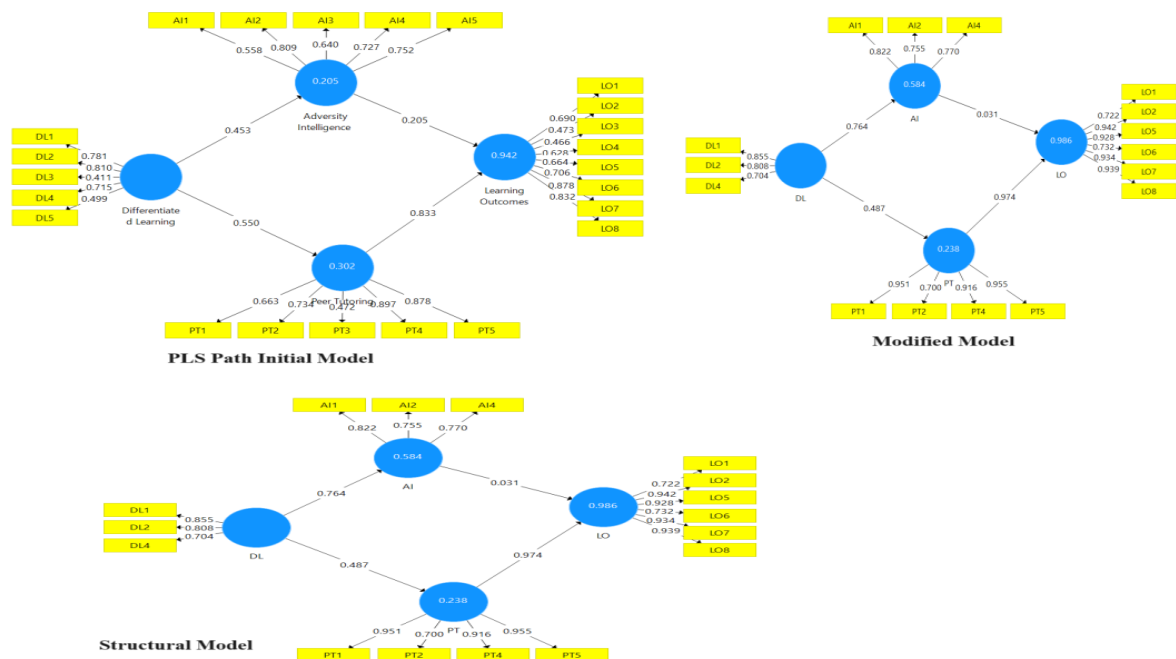 AI1 AI2 AI3 AI4 AI5
0.558 0.809 0.640 0.727 0.752
0.205
Adversity
Intelligence
0.453
0.205
DL1
DL2
DL3
DL4
DL5
0.781
0.810
0.411
0.715
0.499
Differentiate
d Learning
LO1
LO2
LO3
LO4
LO5
LO6
LO7
LO8
0.690
0.473
0.466
0.628
0.664
0.706
0.878
0.832
0.942
Learning
Outcomes
0.550
0.833
0.302
Peer Tutoring
0.663 0.734 0.472 0.897 0.878
PT1 PT2 PT3 PT4 PT5
PLS Path Initial Model
AI1 AI2 AI4
0.822 0.755 0.770
0.584
AI
0.764
0.031
DL1
DL2
DL4
0.855
0.808
0.704
DL
LO1
LO2
LO5
LO6
LO7
LO8
0.722
0.942
0.928
0.732
0.934
0.939
0.986
LO
0.487
0.974
0.238
PT
0.951 0.700 0.916 0.955
PT1 PT2 PT4 PT5
Modified Model
AI1 AI2 AI4
0.822 0.755 0.770
0.584
AI
0.764
0.031
DL1
DL2
DL4
0.855
0.808
0.704
DL
LO1
LO2
LO5
LO6
LO7
LO8
0.722
0.942
0.928
0.732
0.934
0.939
0.986
LO
0.487
0.974
0.238
PT
0.951 0.700 0.916 0.955
PT1 PT2 PT4 PT5
Structural Model